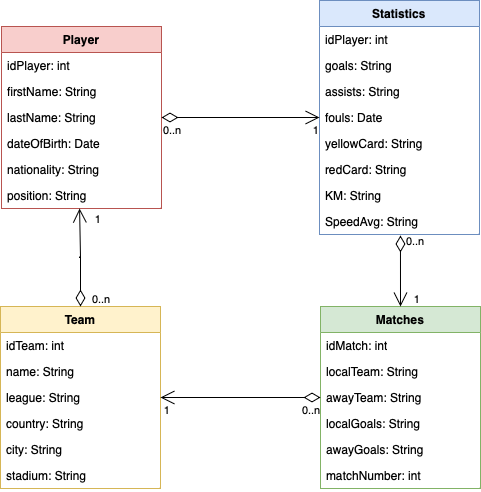 Player
idPlayer: int
firstName: String
lastName: String
dateOfBirth: Date
nationality: String
position: String
Statistics
idPlayer: int
goals: String
assists: String
fouls: Date
yellowCard: String
redCard: String
KM: String
SpeedAvg: String
0..n
1
1
0..n
0..n
1
Team
idTeam: int
name: String
league: String
country: String
city: String
stadium: String
Matches
idMatch: int
localTeam: String
awayTeam: String
localGoals: String
awayGoals: String
matchNumber: int
1
0..n